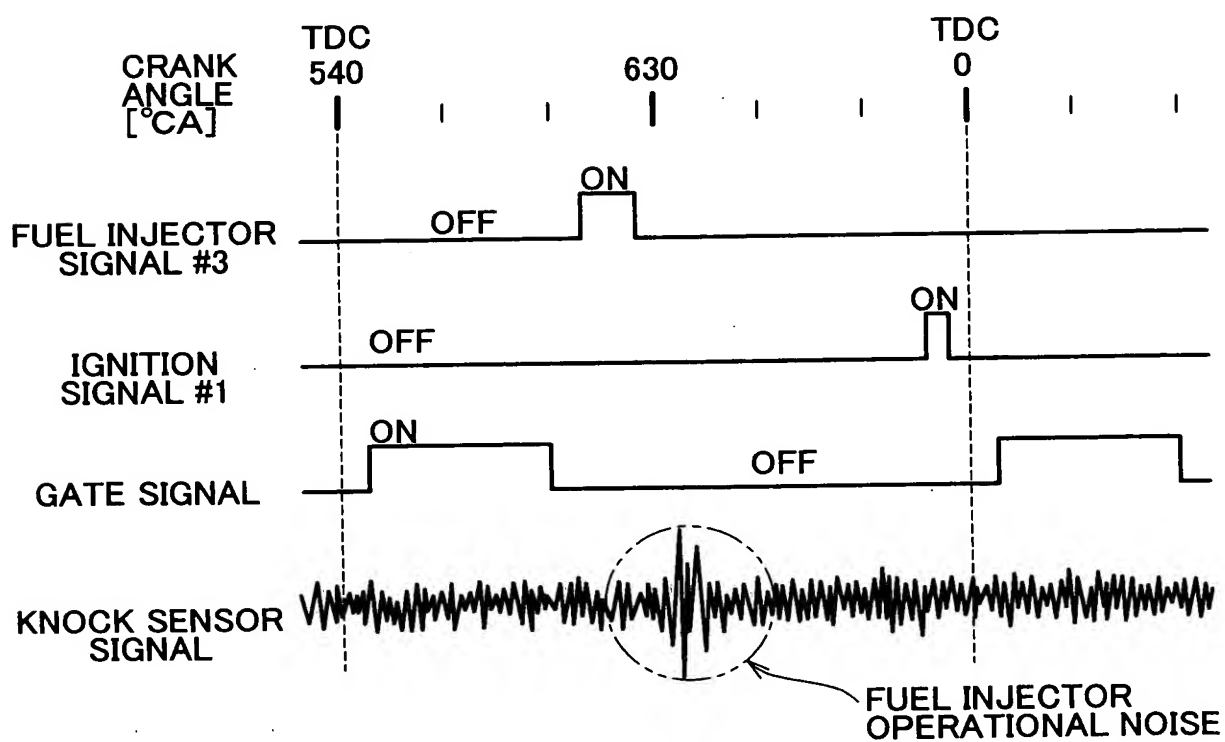 TDC TDC
CRANK 540 630 0
ANGLE
[°CA]
ON
OFF
FUEL INJECTOR
SIGNAL #3
ON
OFF
IGNITION
SIGNAL #1
ON
OFF
GATE SIGNAL
KNOCK SENSOR
SIGNAL
FUEL INJECTOR
OPERATIONAL NOISE